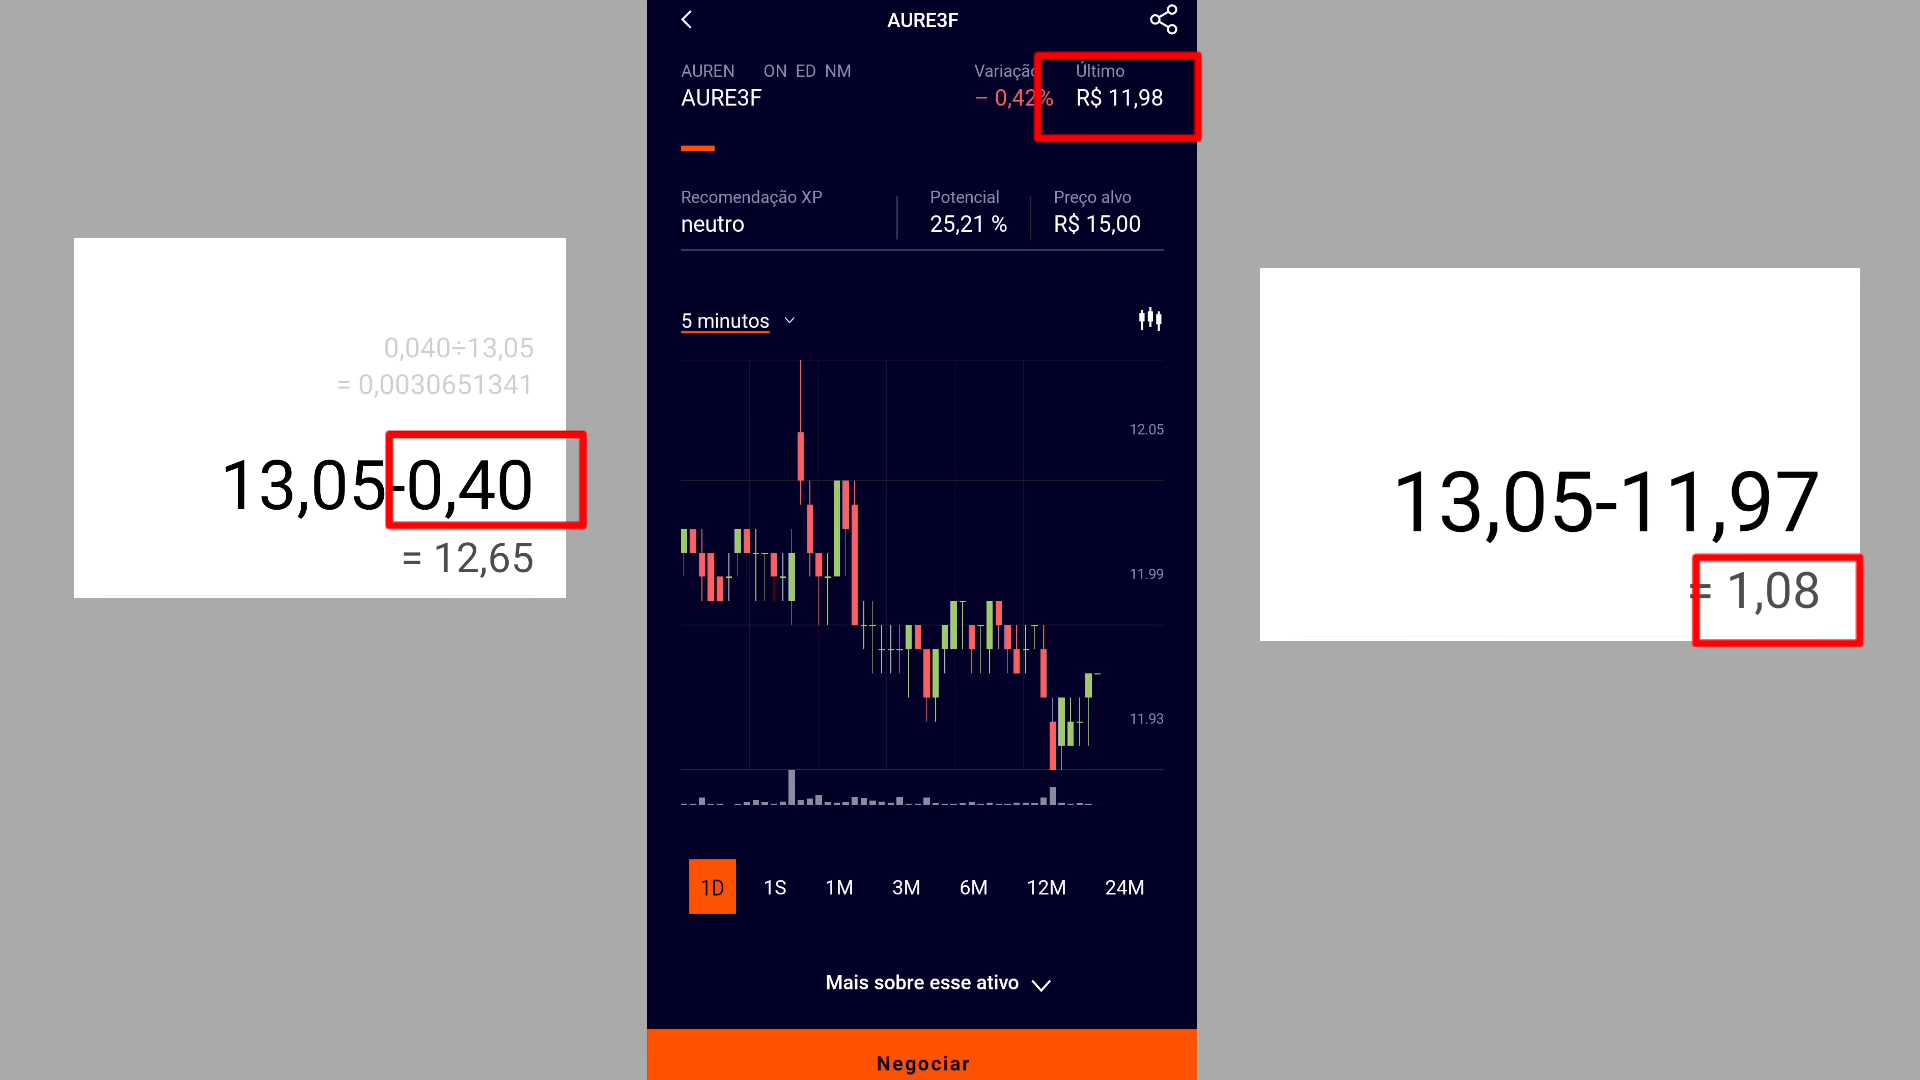 0,040÷13,05
= 0,0030651341
13,05-0,40
= 12,65
AURE3F
AUREN ON ED NM
AURE3F
Variação
– 0,42%
Último
R$ 11,98
Recomendação XP
neutro
Potencial
25,21 %
Preço alvo
R$ 15,00
5 minutos
12.05
11.99
11.93
1D 1S 1M 3M 6M 12M 24M
Mais sobre esse ativo
Negociar
13,05-11,97
= 1,08